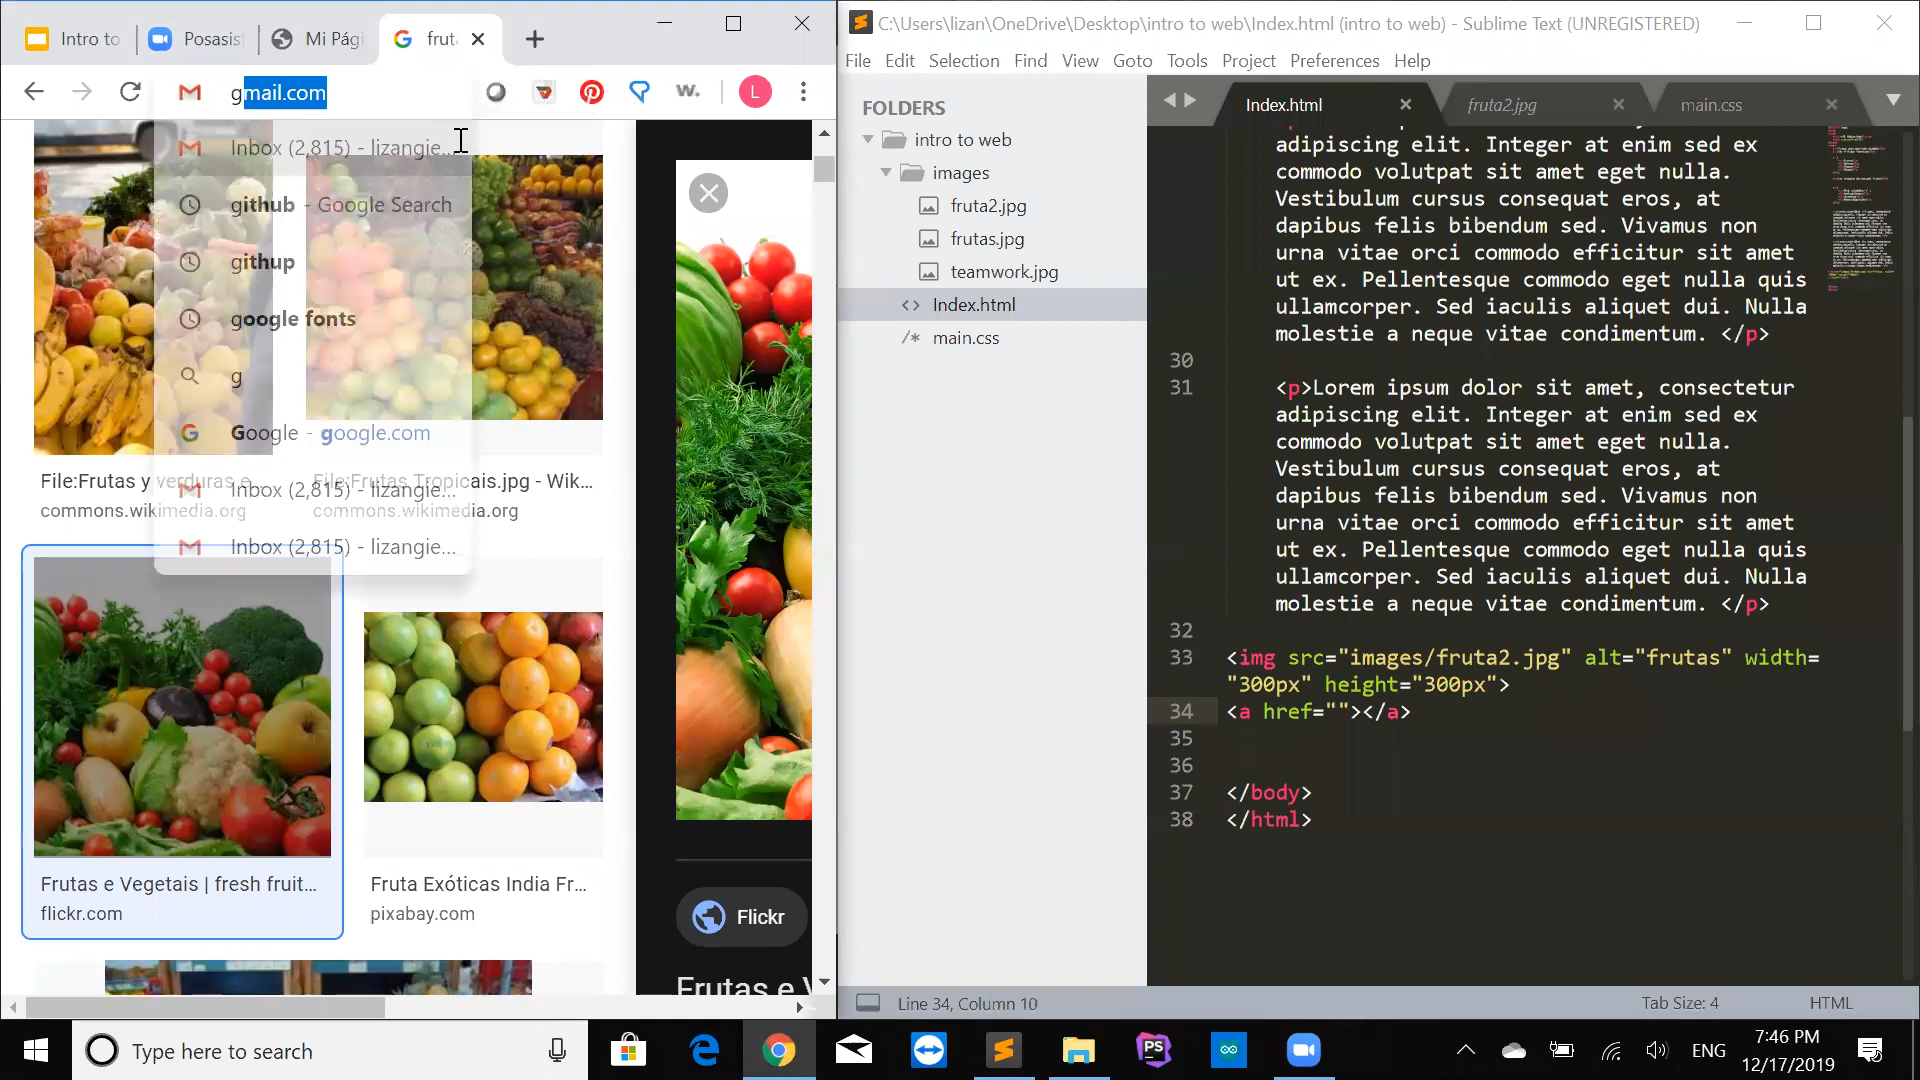 Intro to
Posasis
Mi Pági
frut
gmail.com
L
Inbox (2,815) - lizangie...
github - Google Search
githup
google fonts
g
Google - google.com
Inbox (2,815) - lizangie...
Inbox (2,815) - lizangie...
File:Frutas y verduras e
commons.wikimedia.org
File:Frutas Tropicais.jpg - Wik...
commons.wikimedia.org
Frutas e Vegetais | fresh fruit...
flickr.com
Fruta Exóticas India Fr...
pixabay.com
Flickr
Frutas e V
C:\Users\lizan\OneDrive\Desktop\intro to web\Index.html (intro to web) - Sublime Text (UNREGISTERED)
File Edit Selection Find View Goto Tools Project Preferences Help
FOLDERS
intro to web
images
fruta2.jpg
frutas.jpg
teamwork.jpg
Index.html
main.css
Index.html
fruta2.jpg
main.css
adipiscing elit. Integer at enim sed ex
commodo volutpat sit amet eget nulla.
Vestibulum cursus consequat eros, at
dapibus felis bibendum sed. Vivamus non
urna vitae orci commodo efficitur sit amet
ut ex. Pellentesque commodo eget nulla quis
ullamcorper. Sed iaculis aliquet dui. Nulla
molestie a neque vitae condimentum. </p>
30
31 <p>Lorem ipsum dolor sit amet, consectetur
adipiscing elit. Integer at enim sed ex
commodo volutpat sit amet eget nulla.
Vestibulum cursus consequat eros, at
dapibus felis bibendum sed. Vivamus non
urna vitae orci commodo efficitur sit amet
ut ex. Pellentesque commodo eget nulla quis
ullamcorper. Sed iaculis aliquet dui. Nulla
molestie a neque vitae condimentum. </p>
32
33 <img src="images/fruta2.jpg" alt="frutas" width=
"300px" height="300px">
34 <a href=""></a>
35
36
37 </body>
38 </html>
Line 34, Column 10
Tab Size: 4
HTML
Type here to search
ENG
7:46 PM
12/17/2019